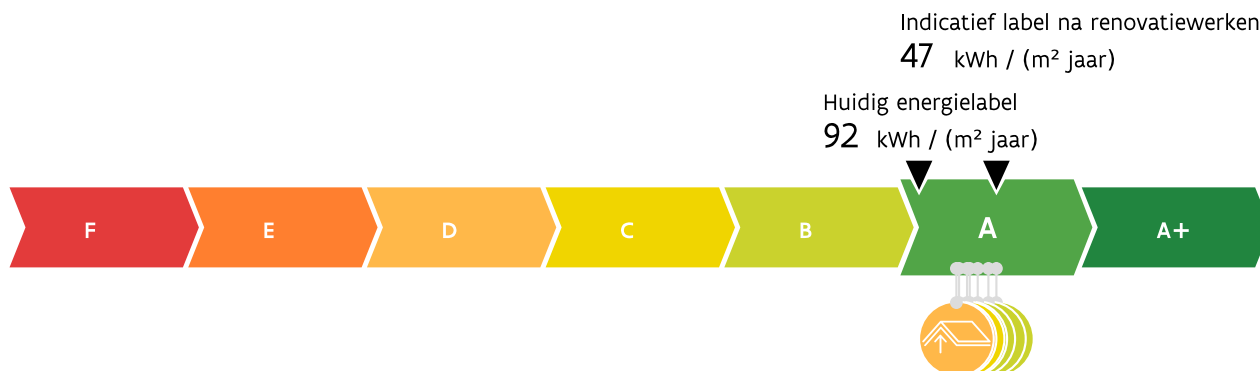 Indicatief label na renovatiewerken
47 kWh / (m² jaar)
Huidig energielabel
92 kWh / (m² jaar)
F E D C B A A+